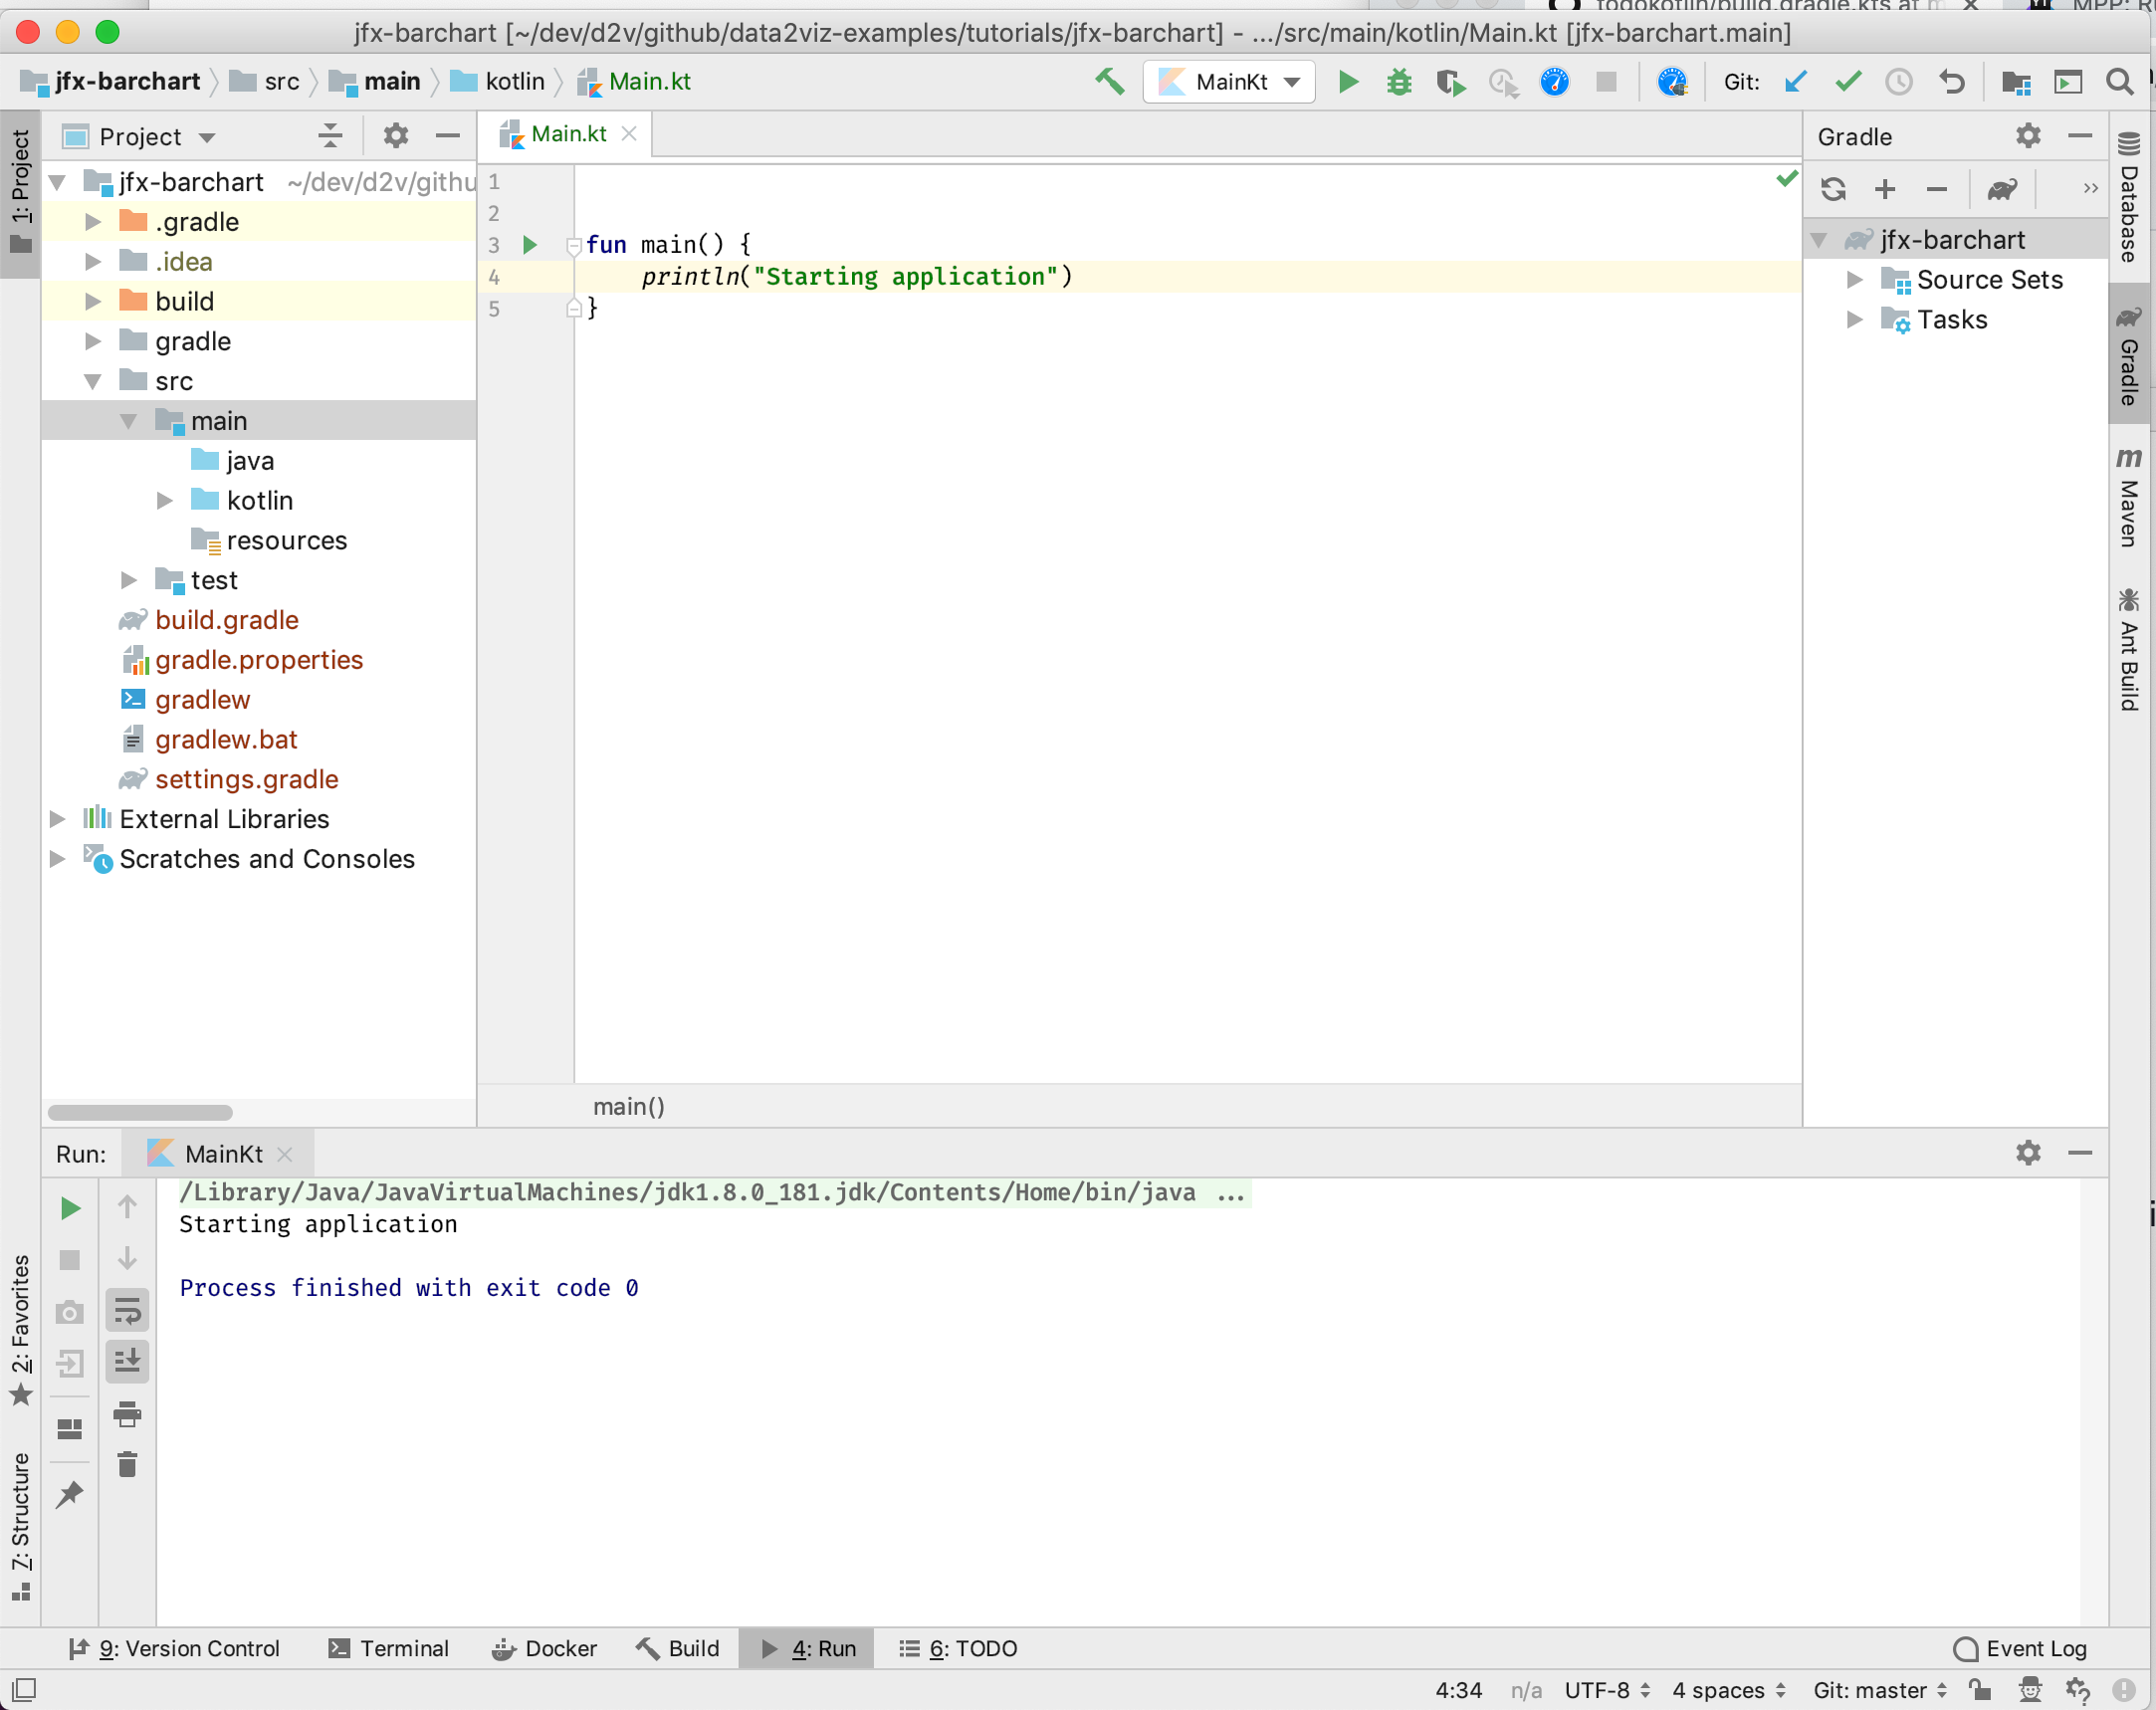 todokotlin/build.gradle.kts at m
MPP: R
jfx-barchart [~/dev/d2v/github/data2viz-examples/tutorials/jfx-barchart] - .../src/main/kotlin/Main.kt [jfx-barchart.main]
jfx-barchart src main kotlin Main.kt MainKt Git:
1: Project
Project
Main.kt
Gradle
jfx-barchart ~/dev/d2v/githu
.gradle
.idea
build
gradle
src
main
java
kotlin
resources
test
build.gradle
gradle.properties
gradlew
gradlew.bat
settings.gradle
External Libraries
Scratches and Consoles
1
2
3 fun main() {
4 println("Starting application")
5 }
main()
jfx-barchart
Source Sets
Tasks
Database
Gradle
Maven
Ant Build
Run: MainKt
/Library/Java/JavaVirtualMachines/jdk1.8.0_181.jdk/Contents/Home/bin/java ...
Starting application
Process finished with exit code 0
2: Favorites
7: Structure
9: Version Control Terminal Docker Build 4: Run 6: TODO Event Log
4:34 n/a UTF-8 4 spaces Git: master